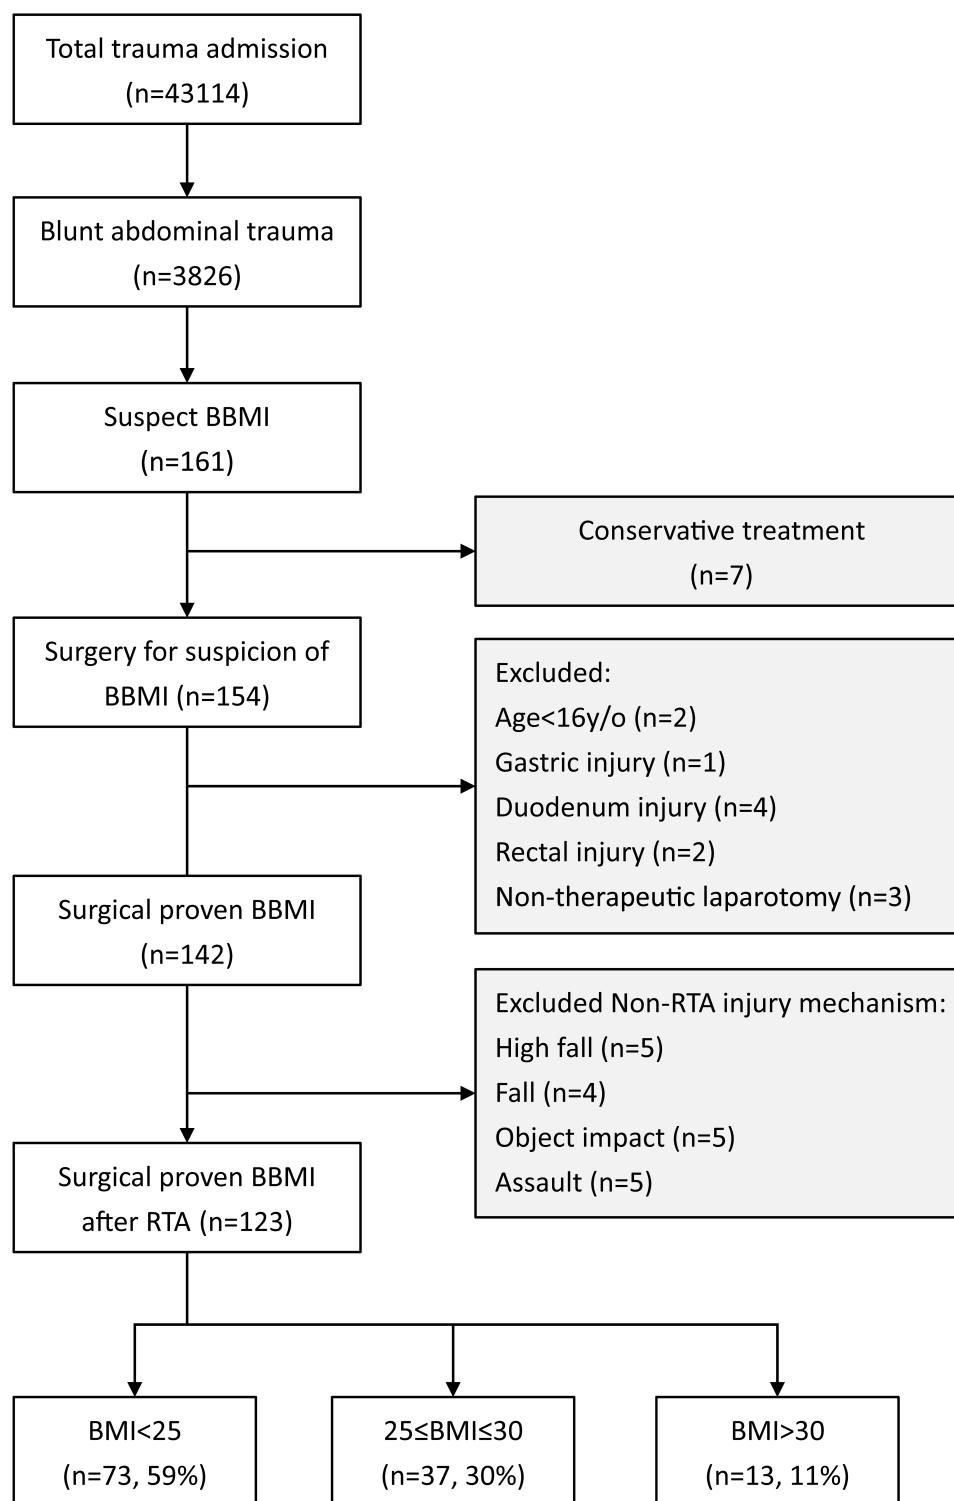 Total trauma admission
(n=43114)
Blunt abdominal trauma
(n=3826)
Suspect BBMI
(n=161)
Conservative treatment
(n=7)
Surgery for suspicion of
BBMI (n=154)
Excluded:
Age<16y/o (n=2)
Gastric injury (n=1)
Duodenum injury (n=4)
Rectal injury (n=2)
Non-therapeutic laparotomy (n=3)
Surgical proven BBMI
(n=142)
Excluded Non-RTA injury mechanism:
High fall (n=5)
Fall (n=4)
Object impact (n=5)
Assault (n=5)
Surgical proven BBMI
after RTA (n=123)
BMI<25
(n=73, 59%)
25≤BMI≤30
(n=37, 30%)
BMI>30
(n=13, 11%)